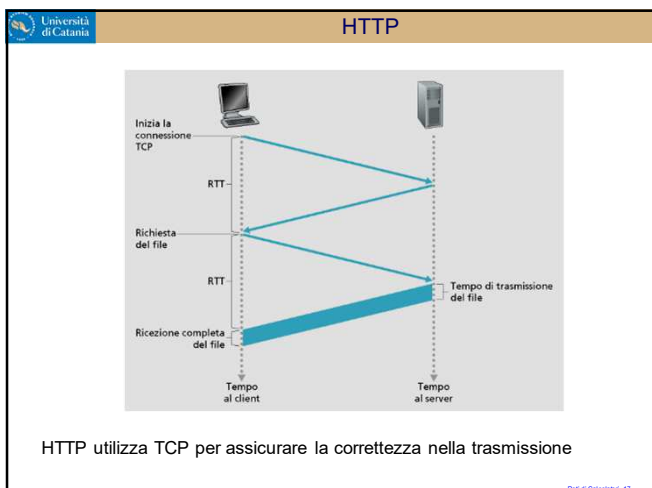 Università
di Catania
HTTP
Inizia la
connessione
TCP
RTT
Richiesta
del file
RTT
Tempo di trasmissione
del file
Ricezione completa
del file
Tempo
al client
Tempo
al server
HTTP utilizza TCP per assicurare la correttezza nella trasmissione